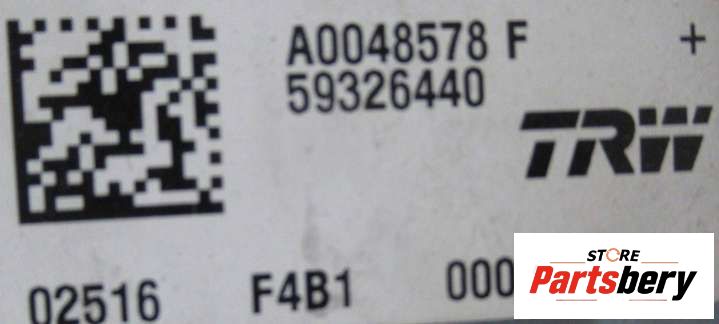 A0048578 F +
59326440
TRW
02516 F4B1 000
STORE
Partsbery